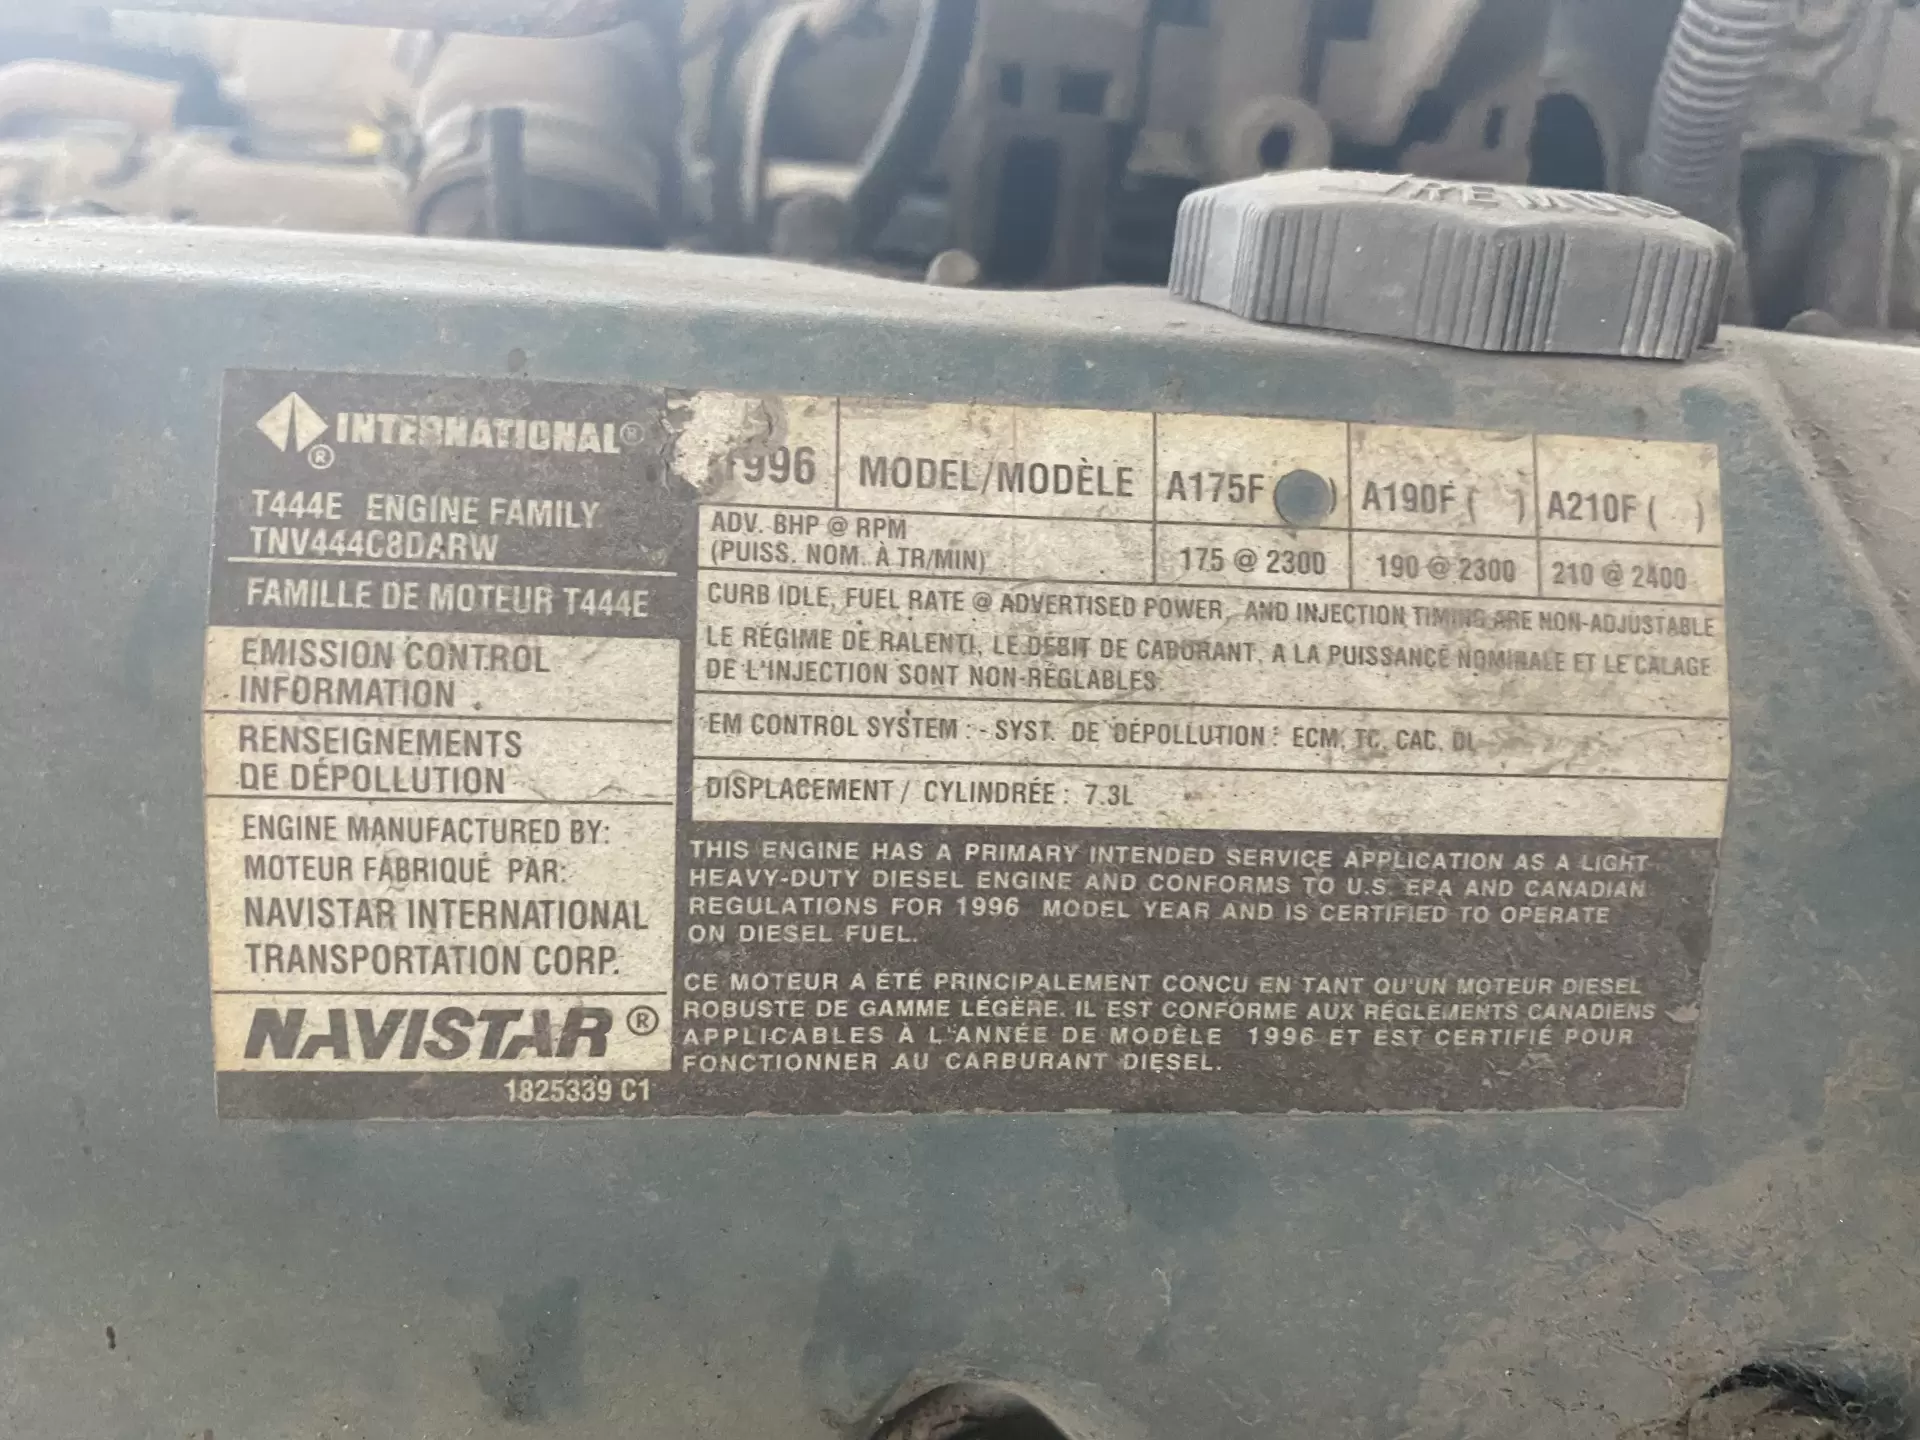 INTERNATIONAL®
®
T444E ENGINE FAMILY
TNV444C8DARW
FAMILLE DE MOTEUR T444E
EMISSION CONTROL
INFORMATION
RENSEIGNEMENTS
DE DÉPOLLUTION
ENGINE MANUFACTURED BY:
MOTEUR FABRIQUÉ PAR:
NAVISTAR INTERNATIONAL
TRANSPORTATION CORP.
NAVISTAR®
1825339 C1
1996 MODEL/MODÈLE A175F ( ) A190F ( ) A210F ( )
ADV. BHP @ RPM
(PUISS. NOM. À TR/MIN) 175 @ 2300 190 @ 2300 210 @ 2400
CURB IDLE, FUEL RATE @ ADVERTISED POWER, AND INJECTION TIMING ARE NON-ADJUSTABLE
LE RÉGIME DE RALENTI, LE DÉBIT DE CABURANT, A LA PUISSANCE NOMINALE ET LE CALAGE
DE L'INJECTION SONT NON-RÉGLABLES.
EM CONTROL SYSTEM : - SYST. DE DÉPOLLUTION : ECM, TC, CAC, DI
DISPLACEMENT / CYLINDRÉE : 7.3L
THIS ENGINE HAS A PRIMARY INTENDED SERVICE APPLICATION AS A LIGHT
HEAVY-DUTY DIESEL ENGINE AND CONFORMS TO U.S. EPA AND CANADIAN
REGULATIONS FOR 1996 MODEL YEAR AND IS CERTIFIED TO OPERATE
ON DIESEL FUEL.
CE MOTEUR A ÉTÉ PRINCIPALEMENT CONÇU EN TANT QU'UN MOTEUR DIESEL
ROBUSTE DE GAMME LÉGÈRE. IL EST CONFORME AUX RÉGLEMENTS CANADIENS
APPLICABLES À L'ANNÉE DE MODÈLE 1996 ET EST CERTIFIÉ POUR
FONCTIONNER AU CARBURANT DIESEL.